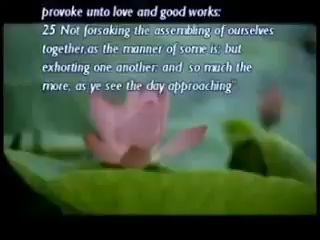 provoke unto love and good works:
25 Not forsaking the assembling of ourselves
together,as the manner of some is; but
exhorting one another: and so much the
more, as ye see the day approaching"